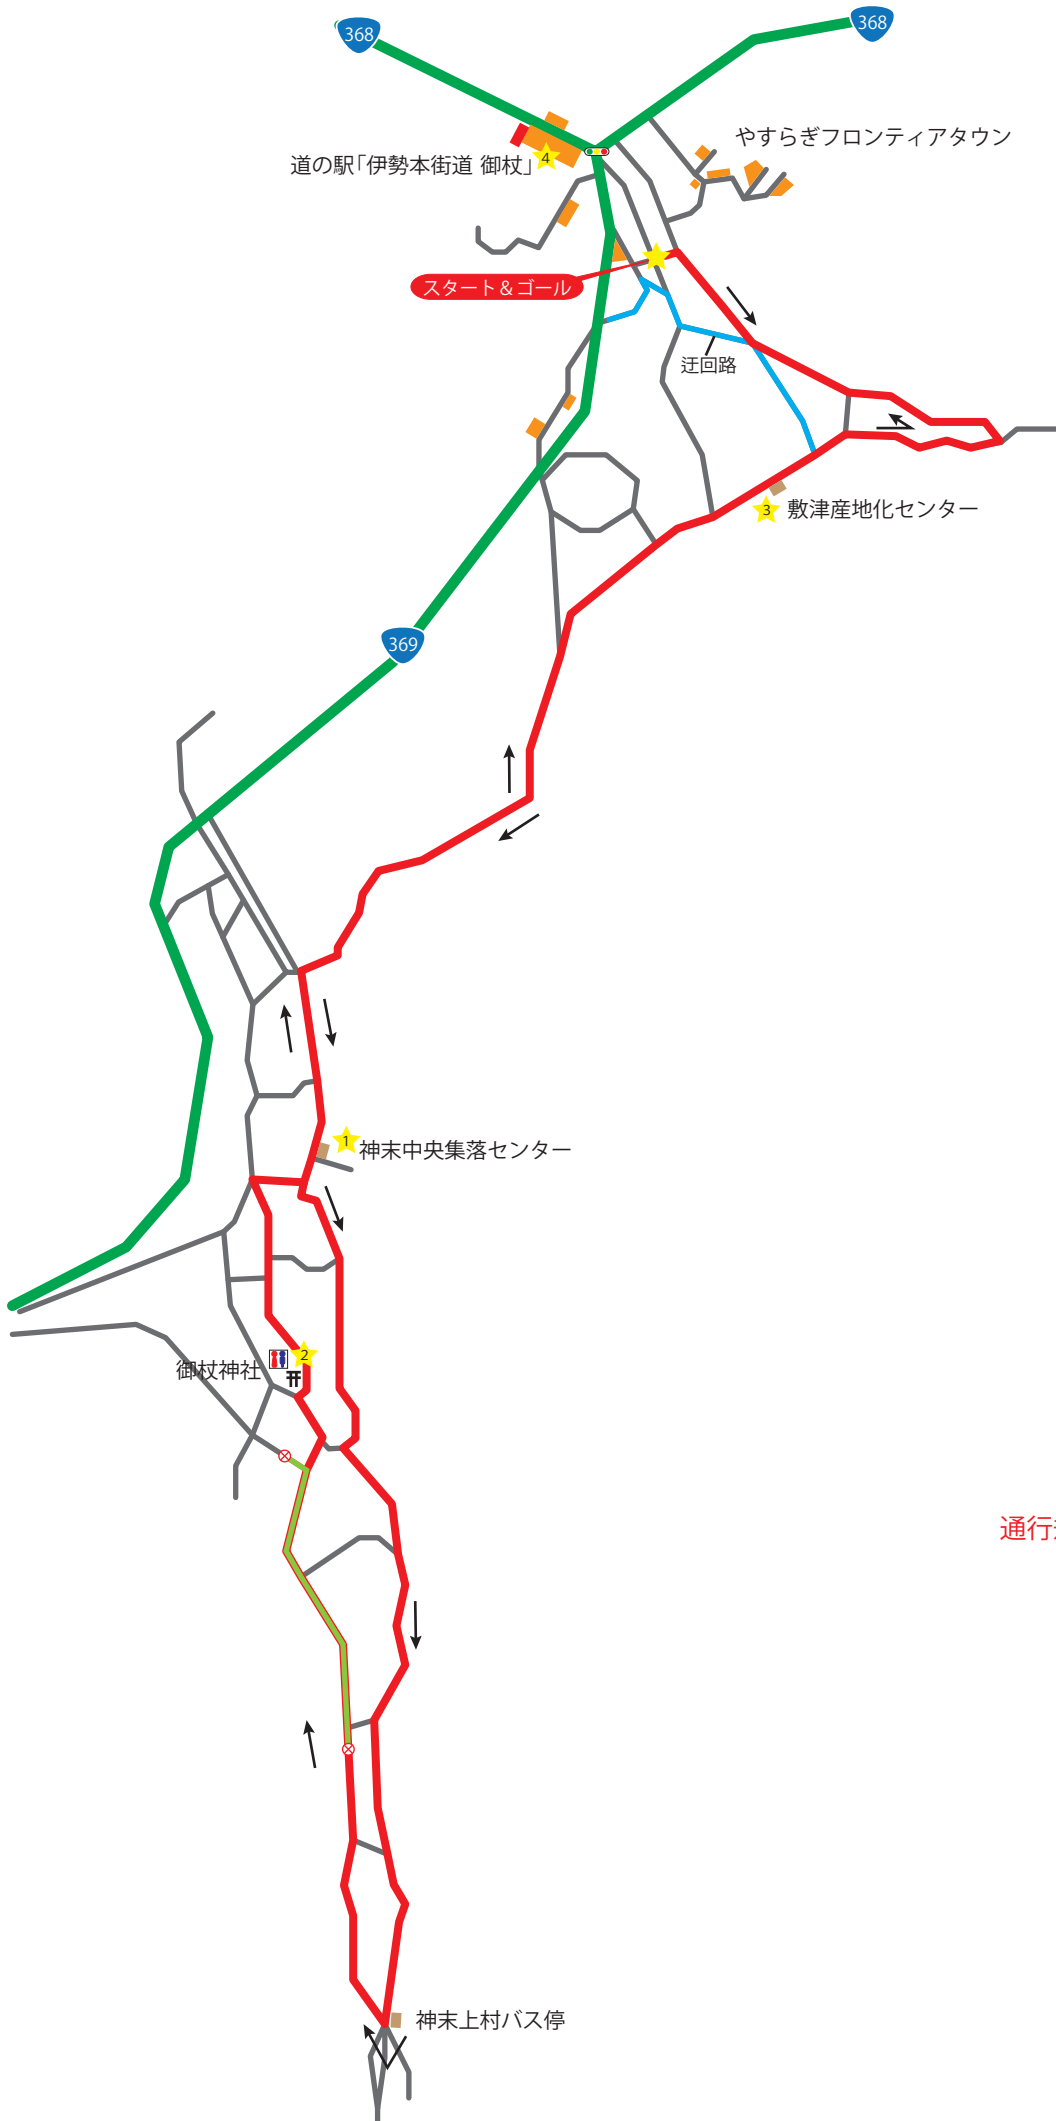 368
368
やすらぎフロンティアタウン
道の駅「伊勢本街道 御杖」
4
スタート＆ゴール
迂回路
3
敷津産地化センター
369
1
神末中央集落センター
2
御杖神社
通行
神末上村バス停